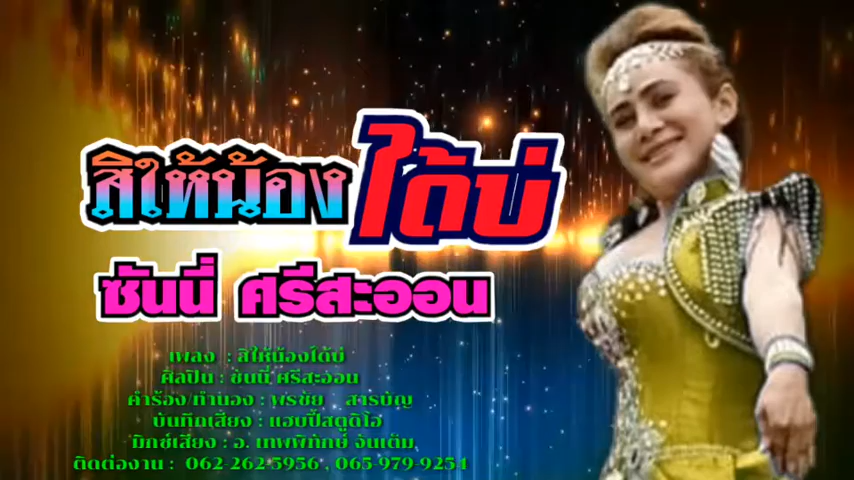 สิให้น้องได้บ่
ซันนี่ ศรีสะออน
เพลง : สิให้น้องได้บ่
ศิลปิน : ซันนี่ ศรีสะออน
คำร้อง/ทำนอง : พรชัย สารบัญ
บันทึกเสียง : แฮปปี้สตูดิโอ
มิกซ์เสียง : อ. เทพพิทักษ์ จันเต็ม
ติดต่องาน : 062-262-5956 , 065-979-9254